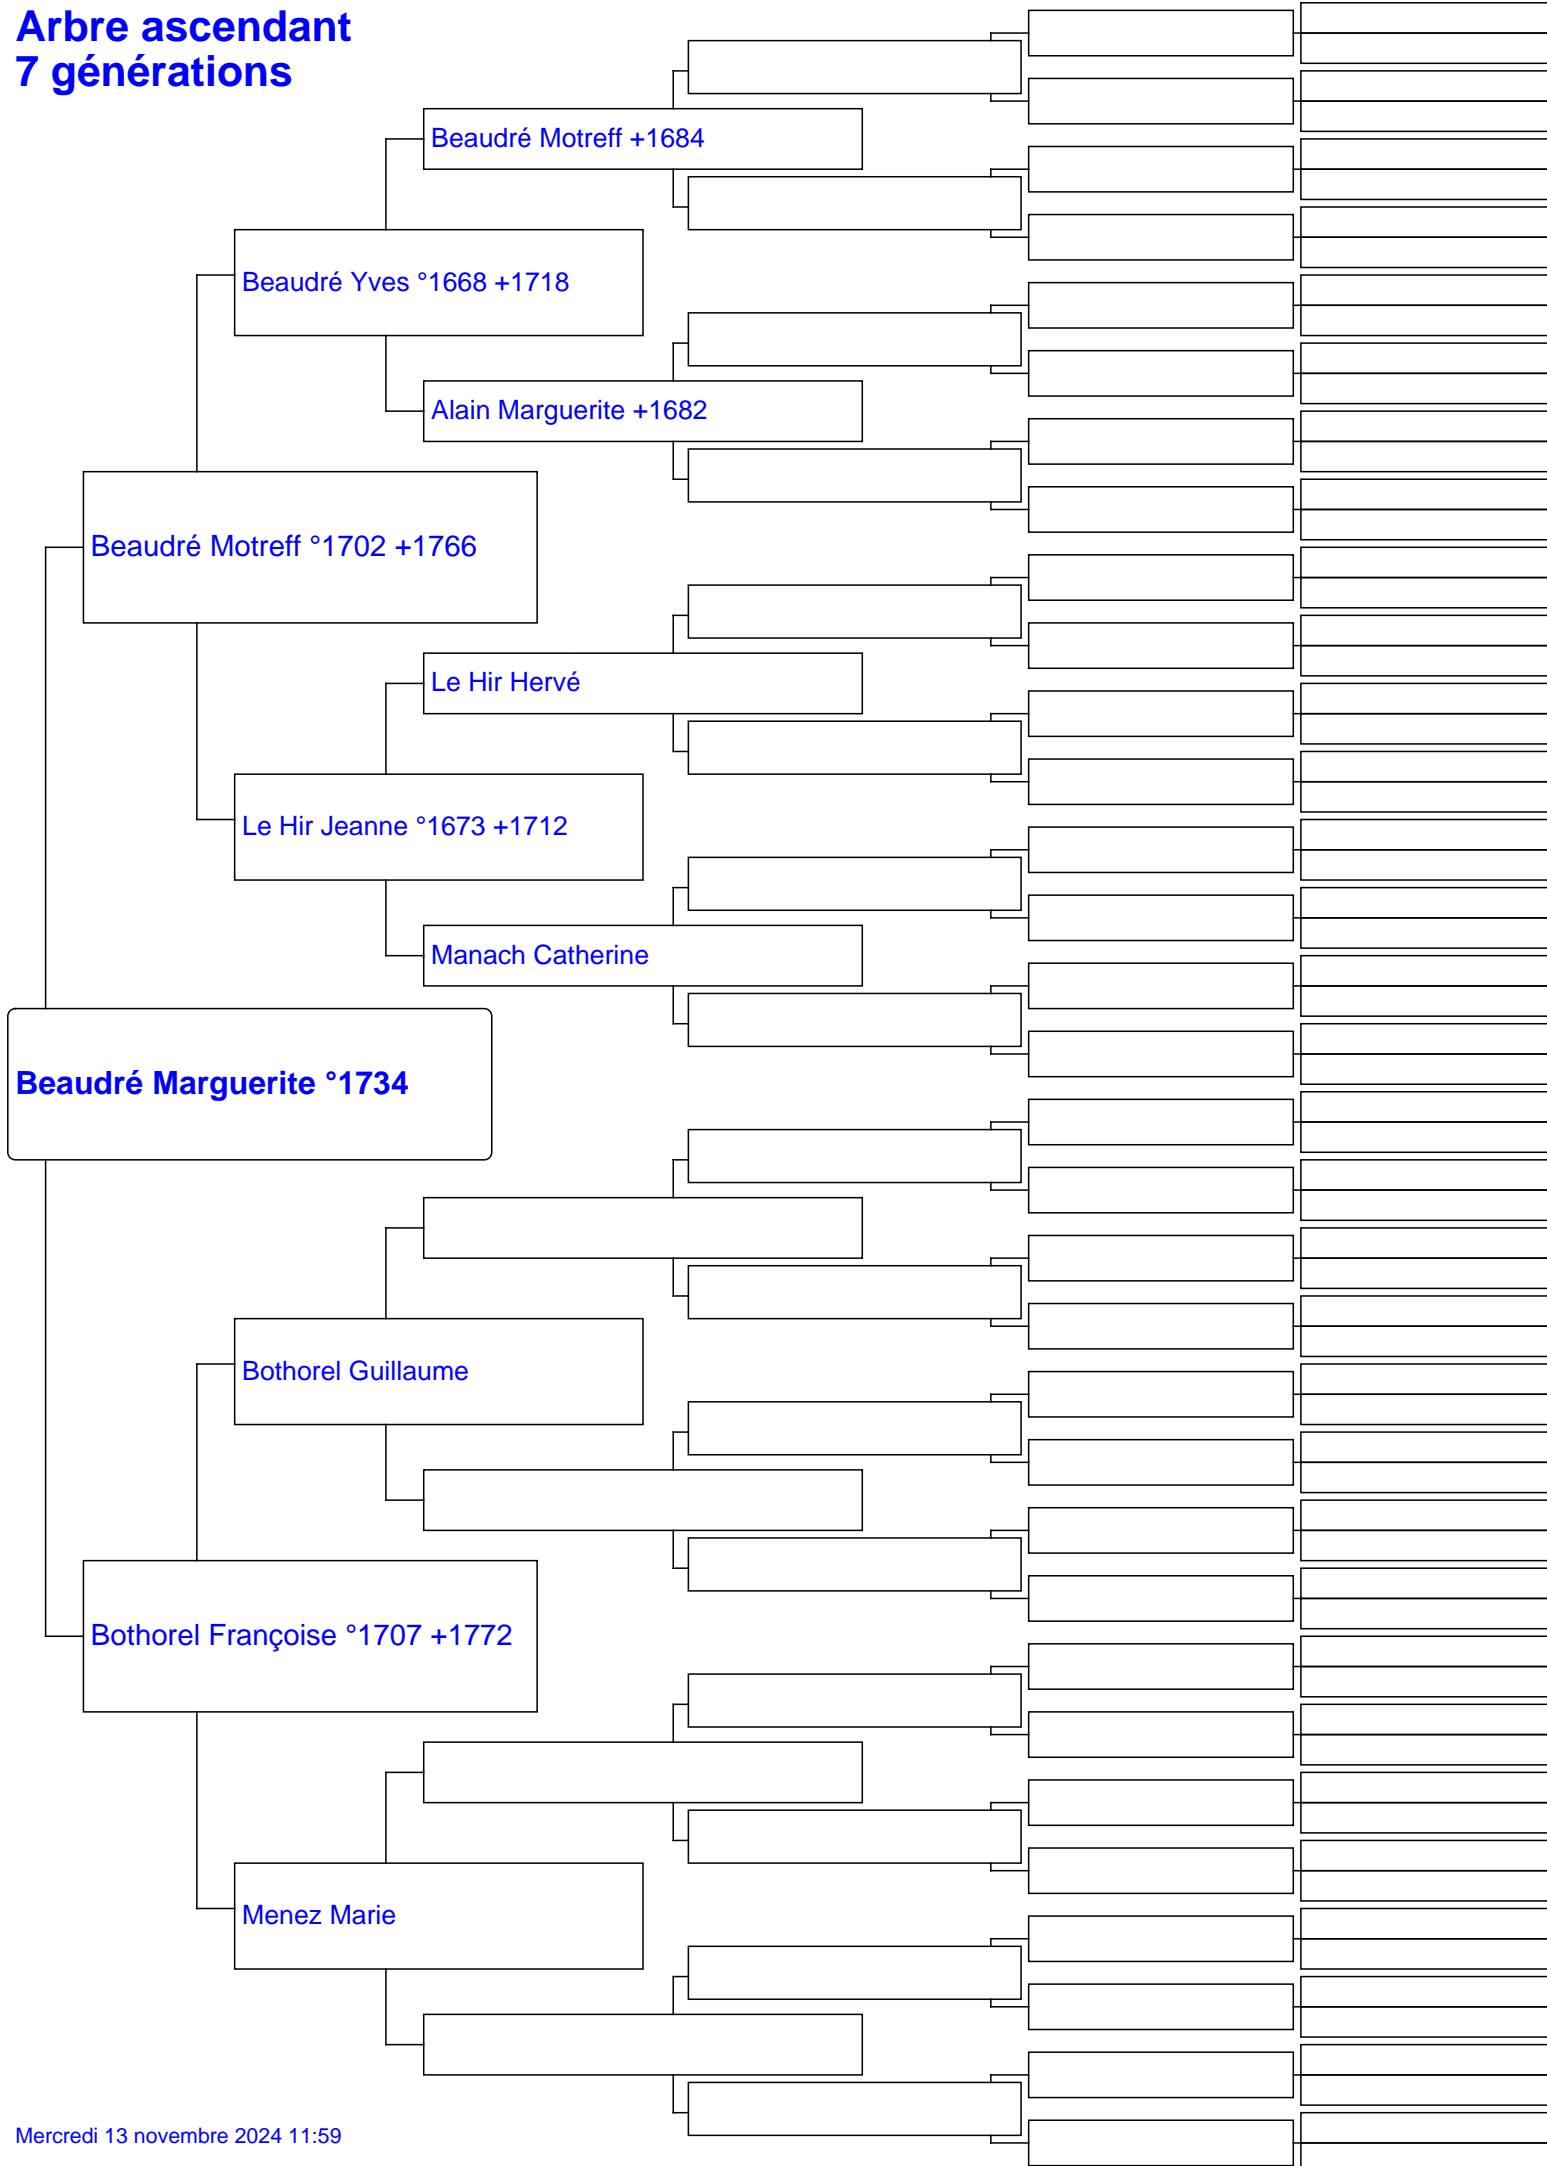 Arbre ascendant
7 générations
Beaudré Motreff +1684
Beaudré Yves °1668 +1718
Alain Marguerite +1682
Beaudré Motreff °1702 +1766
Le Hir Hervé
Le Hir Jeanne °1673 +1712
Manach Catherine
Beaudré Marguerite °1734
Bothorel Guillaume
Bothorel Françoise °1707 +1772
Menez Marie
Mercredi 13 novembre 2024 11:59